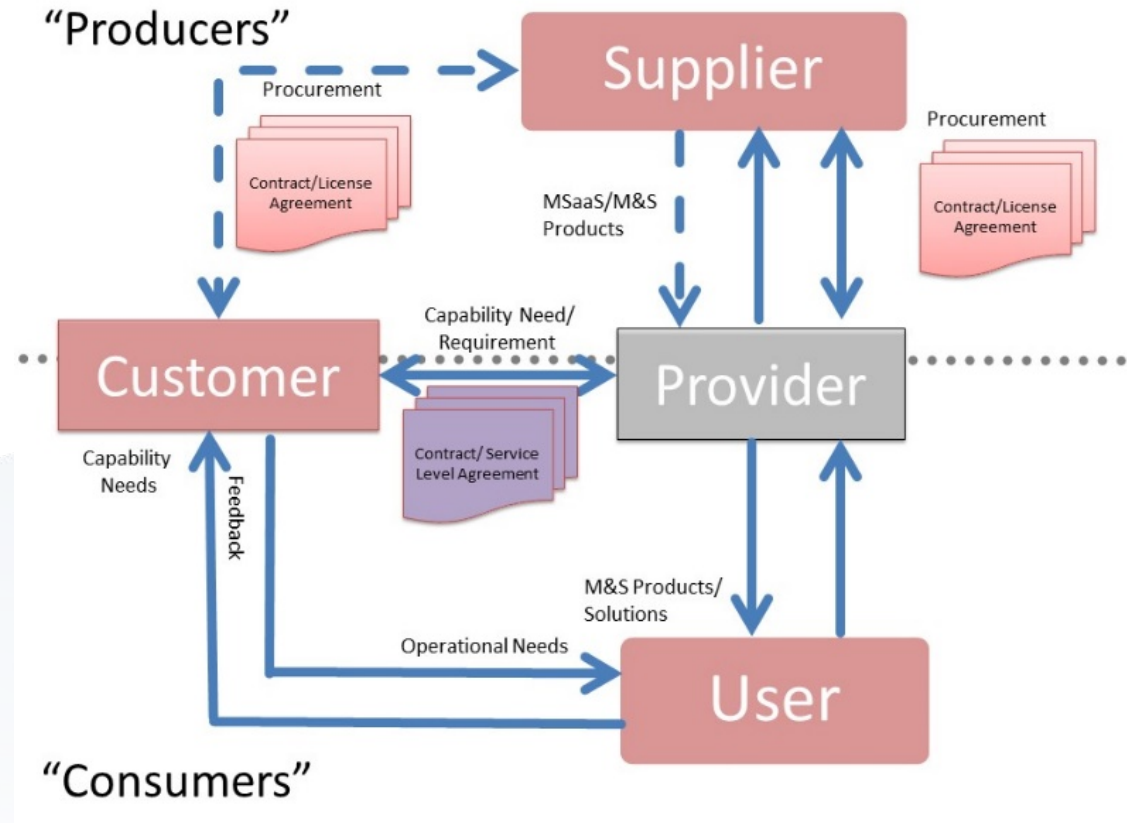 “Producers”
Supplier
Procurement
Contract/License
Agreement
MSaaS/M&S
Products
Procurement
Contract/License
Agreement
Capability Need/
Requirement
Customer
Provider
Contract/ Service
Level Agreement
Capability
Needs
Feedback
M&S Products/
Solutions
Operational Needs
User
“Consumers”